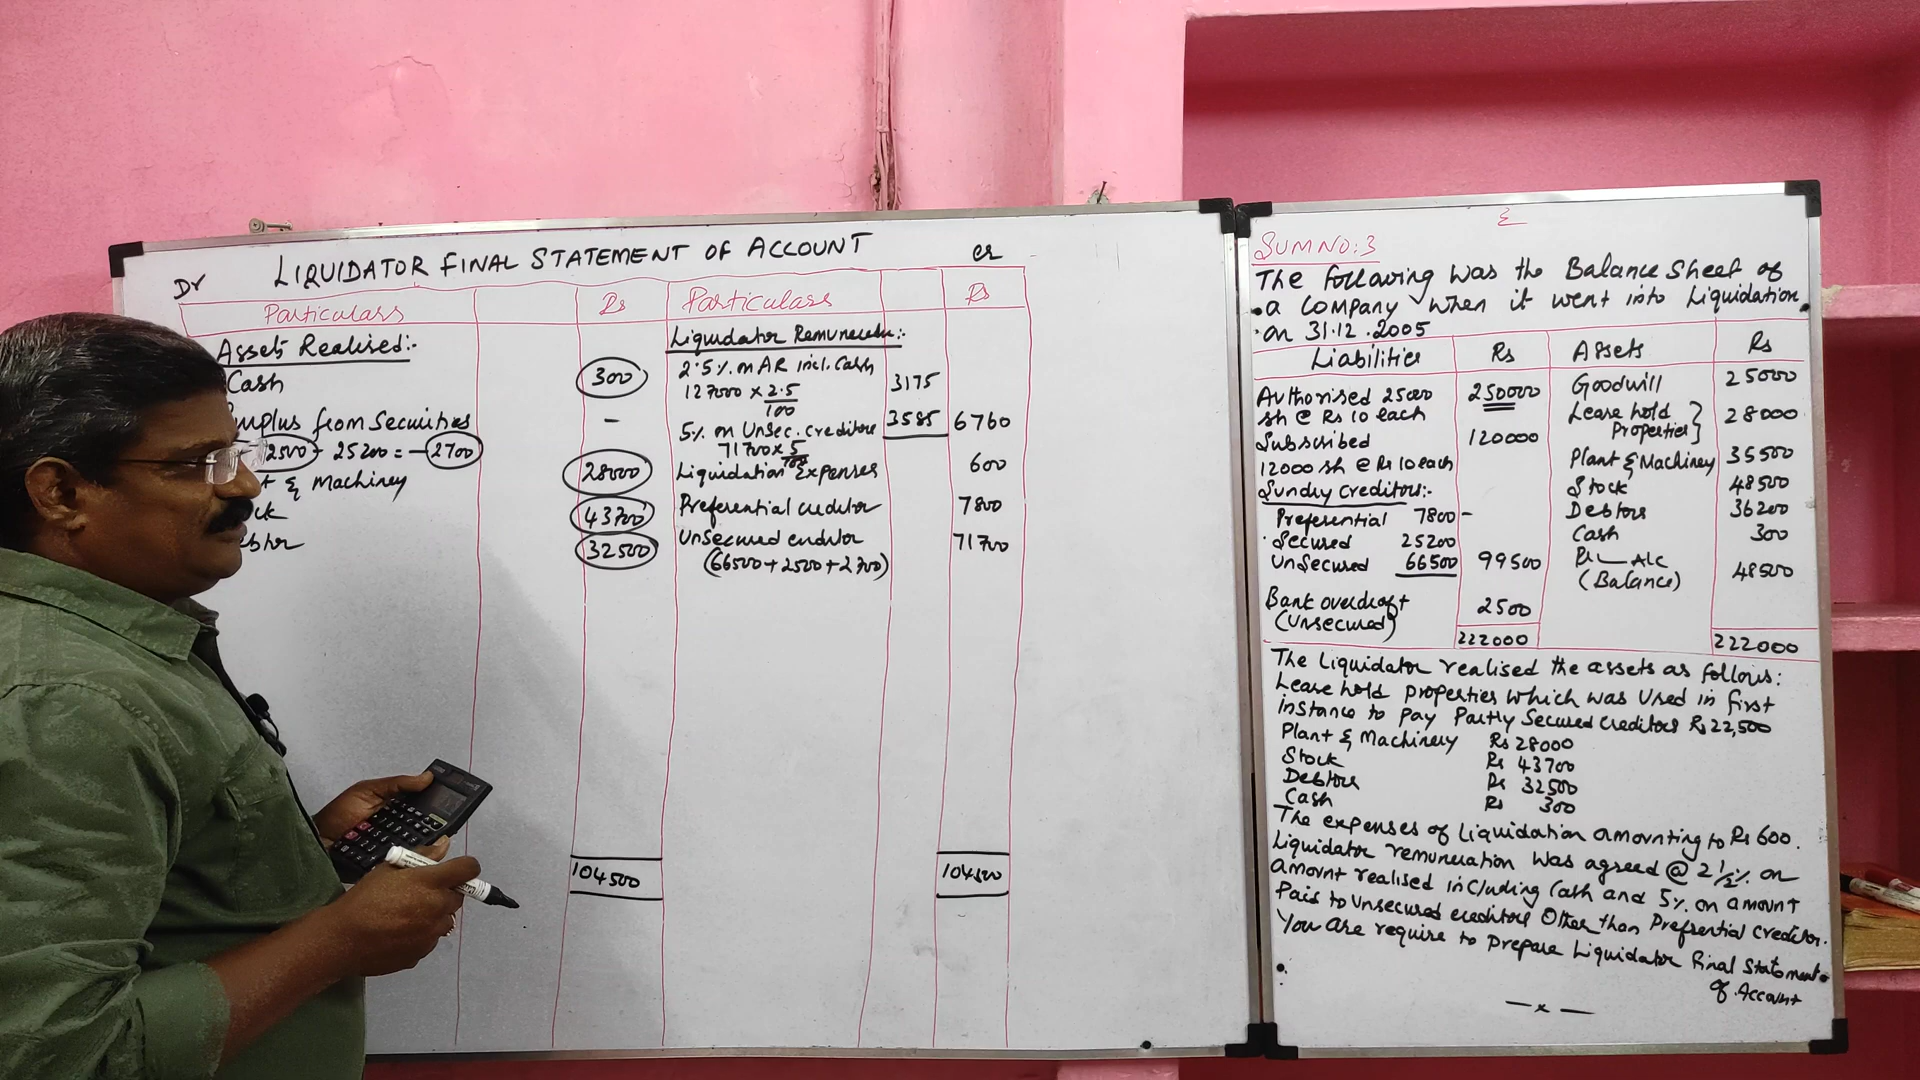 LIQUIDATOR FINAL STATEMENT OF ACCOUNT
Dr
cr
Particulars Rs Particulars Rs
Assets Realised:- Liquidator Remuneration:-
Cash 300 2.5% on AR incl. Cash
127000 × 2.5/100 3175
Surplus from Securities - 5% on Unsec. creditors 3585 6760
2500 - 25200 = -2700 71700 × 5/100
& Machinery 28000 Liquidation Expenses 600
43700 Preferential creditor 7800
32500 Unsecured creditor 71700
(66500+2500+2700)
104500 104500
SUM NO:3
The following was the Balance Sheet of
a company when it went into Liquidation
on 31.12.2005
Liabilities Rs Assets Rs
Authorised 25000 250000 Goodwill 25000
sh @ Rs 10 each Lease hold Properties} 28000
Subscribed 120000
12000 sh @ Rs 10 each Plant & Machinery 35500
Sundry Creditors:- Stock 48500
Preferential 7800 Debtors 36200
Secured 25200 Cash 300
Unsecured 66500 99500 P&L A/c
(Balance) 48500
Bank overdraft 2500
(Unsecured)
222000 222000
The Liquidator realised the assets as follows:
Lease hold properties which was used in first
instance to pay Partly Secured Creditors Rs 22,500
Plant & Machinery Rs 28000
Stock Rs 43700
Debtors Rs 32500
Cash Rs 300
The expenses of Liquidation amounting to Rs 600.
Liquidator remuneration was agreed @ 2 1/2% on
amount realised including Cash and 5% on amount
Paid to unsecured creditors Other than Prefrential Creditor.
You are require to prepare Liquidator Final Statement
of Account
— x —